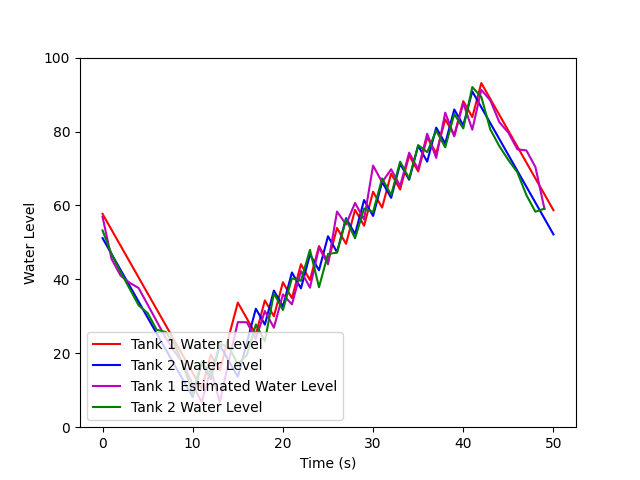 100
80
60
40
20
0
Water Level
Tank 1 Water Level
Tank 2 Water Level
Tank 1 Estimated Water Level
Tank 2 Water Level
0 10 20 30 40 50
Time (s)